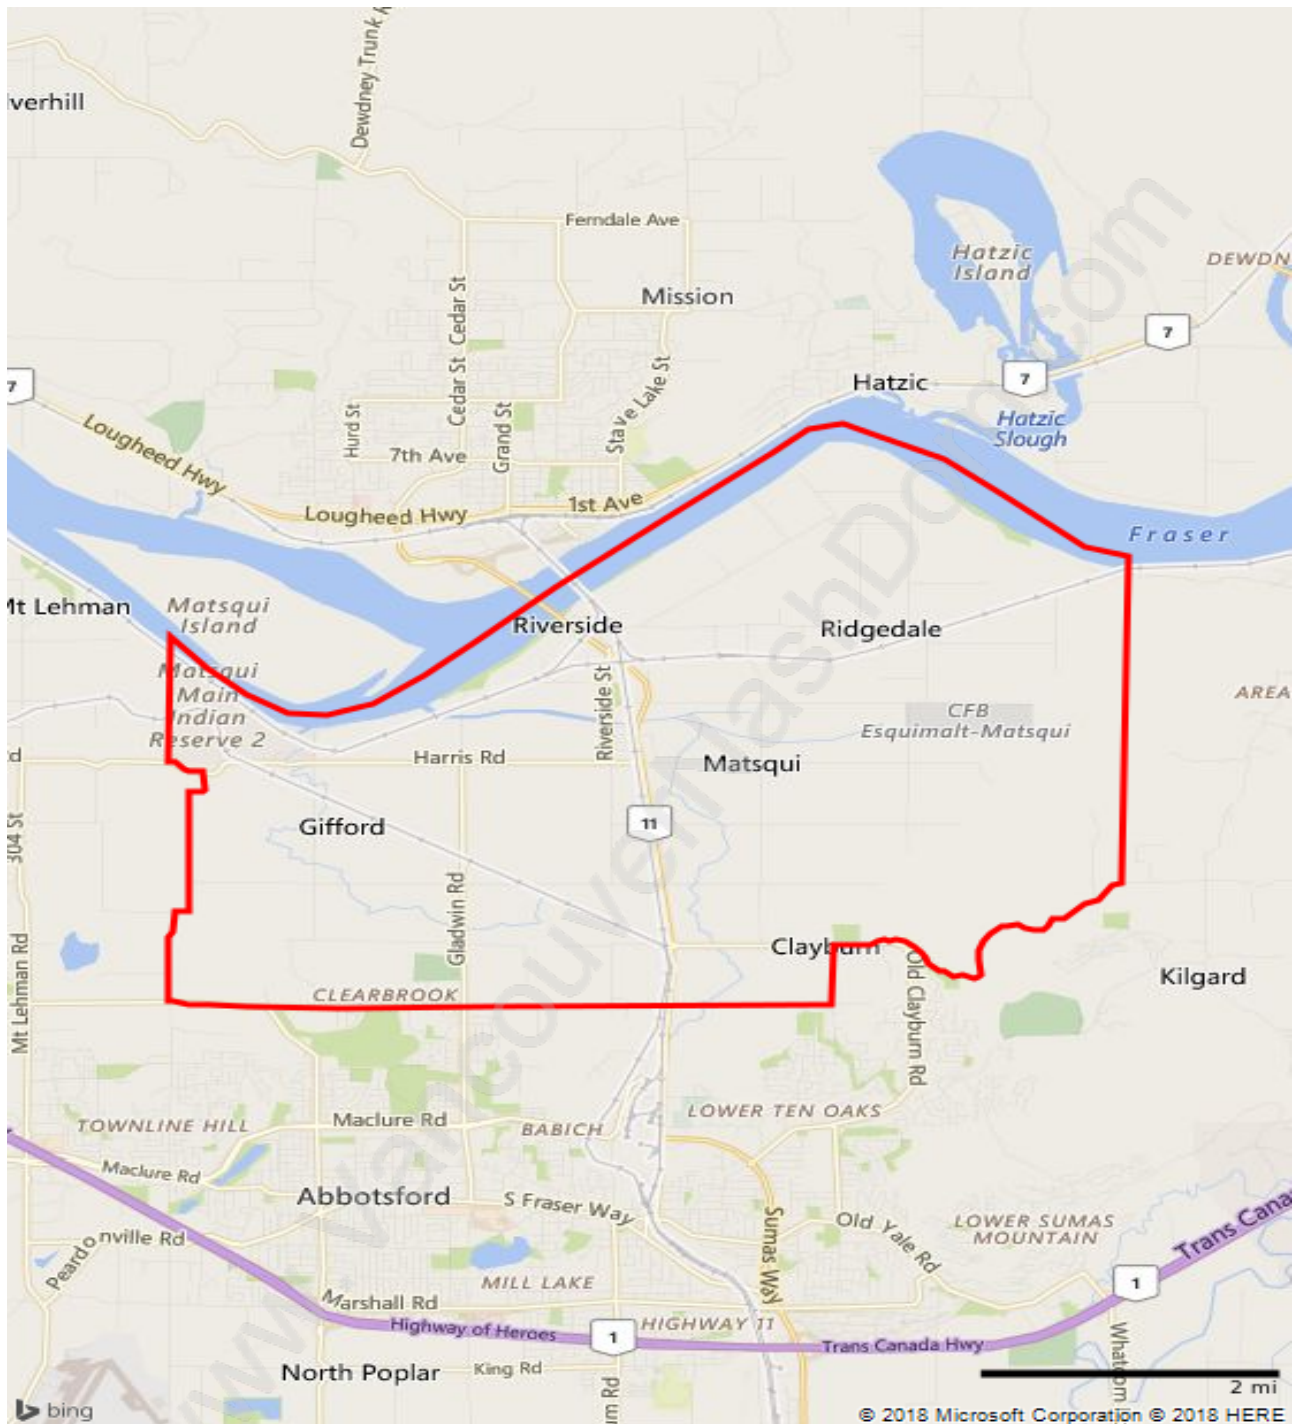 verhill
Dewdney Trunk R
Ferndale Ave
Hatzic
Island
DEWDN
Cedar St
Cedar St
Mission
7
7
7
Stave Lake St
Hatzic
Hurd St
Grand St
Hatzic
Slough
Lougheed Hwy
7th Ave
1st Ave
Lougheed Hwy
Fraser
Mt Lehman
Matsqui
Island
Riverside
Ridgedale
Matsqui
Main
Indian
Reserve 2
Riverside St
AREA
CFB
Esquimalt-Matsqui
d
Harris Rd
Matsqui
304 St
Gifford
11
Gladwin Rd
Clayburn
Old Clayburn Rd
Mt Lehman Rd
Kilgard
CLEARBROOK
LOWER TEN OAKS
TOWNLINE HILL
Maclure Rd
BABICH
Maclure Rd
Abbotsford
S Fraser Way
Sumas Way
Old Yale Rd
LOWER SUMAS
MOUNTAIN
Trans Cana
Peardonville Rd
MILL LAKE
1
Marshall Rd
Highway of Heroes
1
HIGHWAY 11
Trans Canada Hwy
Whatcom
North Poplar
King Rd
um Rd
2 mi
bing
© 2018 Microsoft Corporation © 2018 HERE